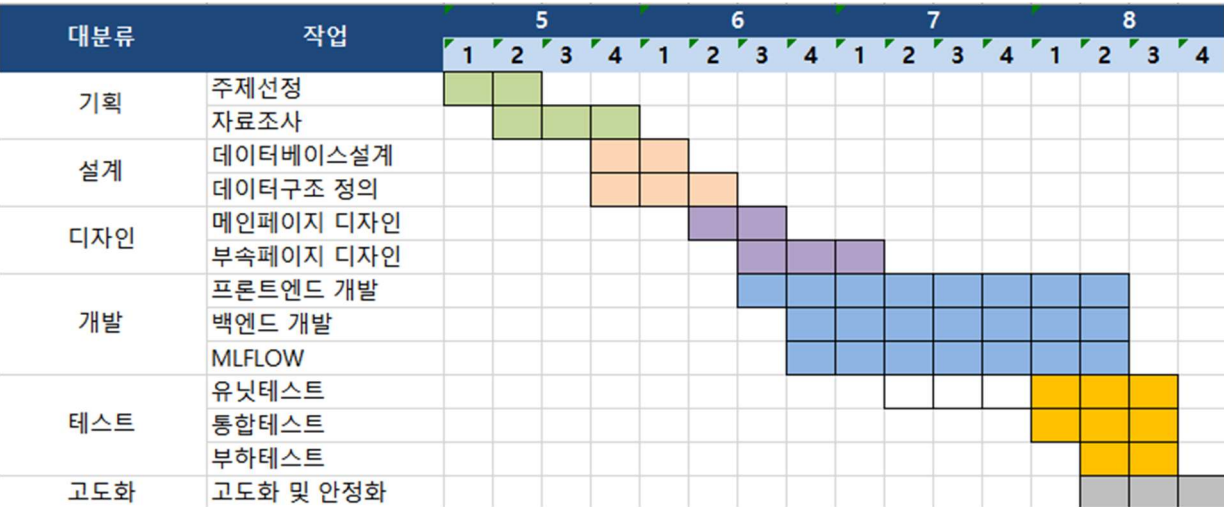 대분류 작업 5 6 7 8
1 2 3 4 1 2 3 4 1 2 3 4 1 2 3 4
기획 주제선정
자료조사
설계 데이터베이스설계
데이터구조 정의
디자인 메인페이지 디자인
부속페이지 디자인
개발 프론트엔드 개발
백엔드 개발
MLFLOW
테스트 유닛테스트
통합테스트
부하테스트
고도화 고도화 및 안정화